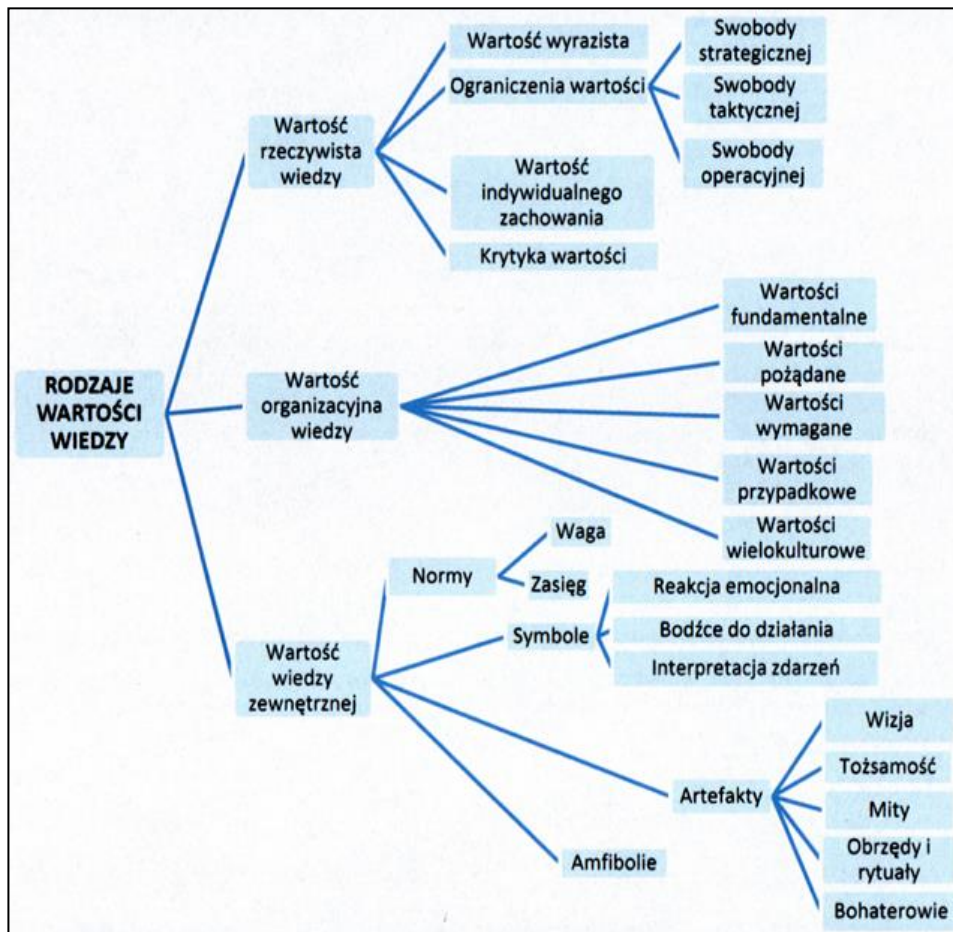 Wartość wyrazista
Ograniczenia wartości
Swobody
strategicznej
Swobody
taktycznej
Swobody
operacyjnej
Wartość
rzeczywista
wiedzy
Wartość
indywidualnego
zachowania
Krytyka wartości
RODZAJE
WARTOŚCI
WIEDZY
Wartość
organizacyjna
wiedzy
Wartości
fundamentalne
Wartości
pożądane
Wartości
wymagane
Wartości
przypadkowe
Wartości
wielokulturowe
Wartość
wiedzy
zewnętrznej
Normy
Waga
Zasięg
Symbole
Reakcja emocjonalna
Bodźce do działania
Interpretacja zdarzeń
Artefakty
Wizja
Tożsamość
Mity
Obrzędy i
rytuały
Bohaterowie
Amfibolie